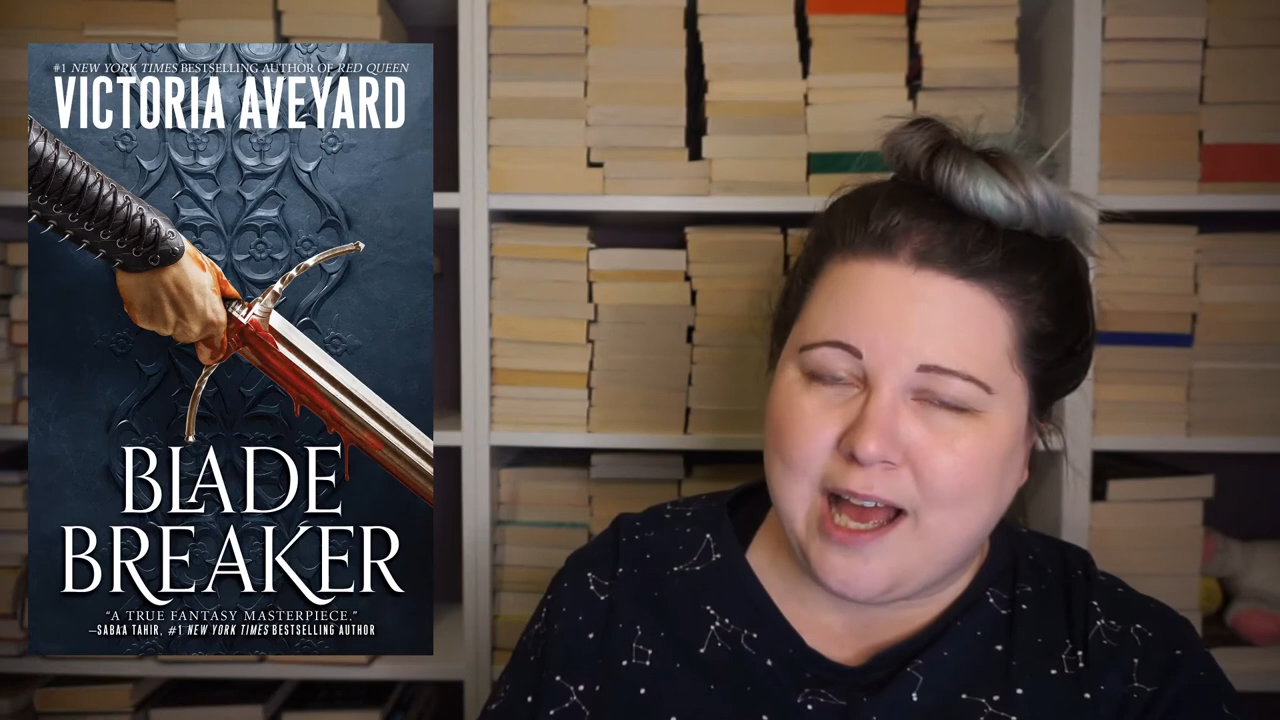 #1 NEW YORK TIMES BESTSELLING AUTHOR OF RED QUEEN
VICTORIA AVEYARD
BLADE
BREAKER
“A TRUE FANTASY MASTERPIECE.”
—SABAA TAHIR, #1 NEW YORK TIMES BESTSELLING AUTHOR